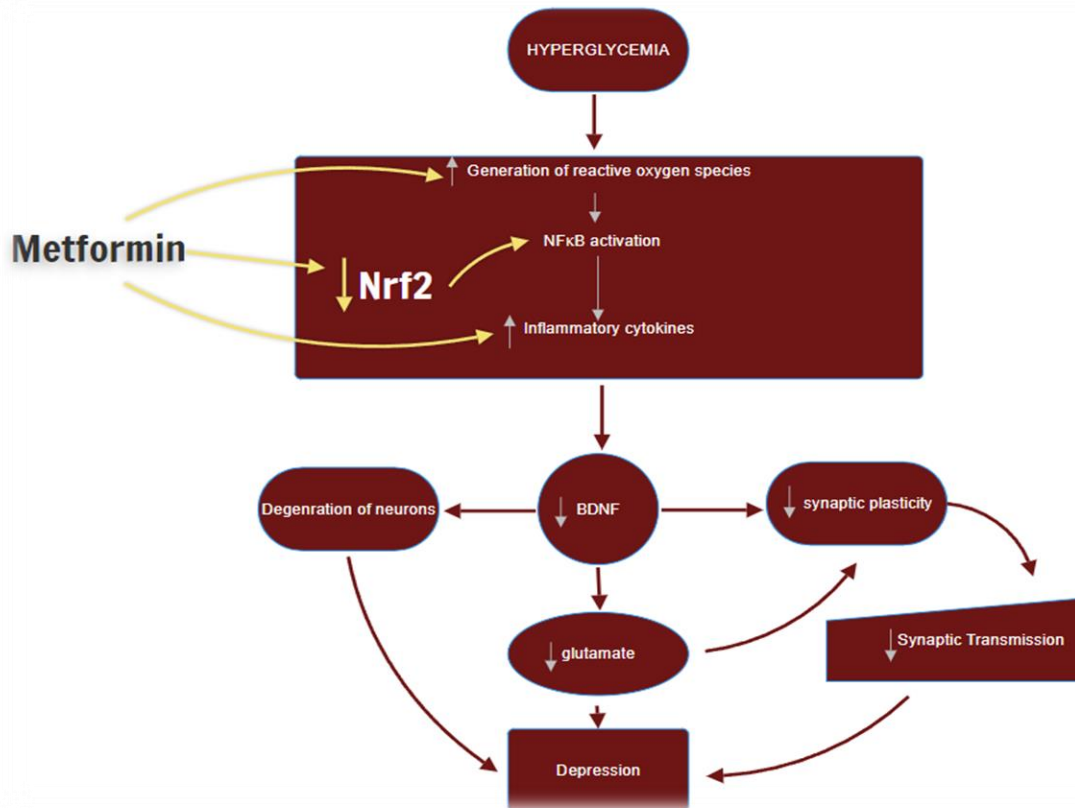 HYPERGLYCEMIA
Generation of reactive oxygen species
NFκB activation
Metformin
Nrf2
Inflammatory cytokines
Degenration of neurons
BDNF
synaptic plasticity
glutamate
Synaptic Transmission
Depression